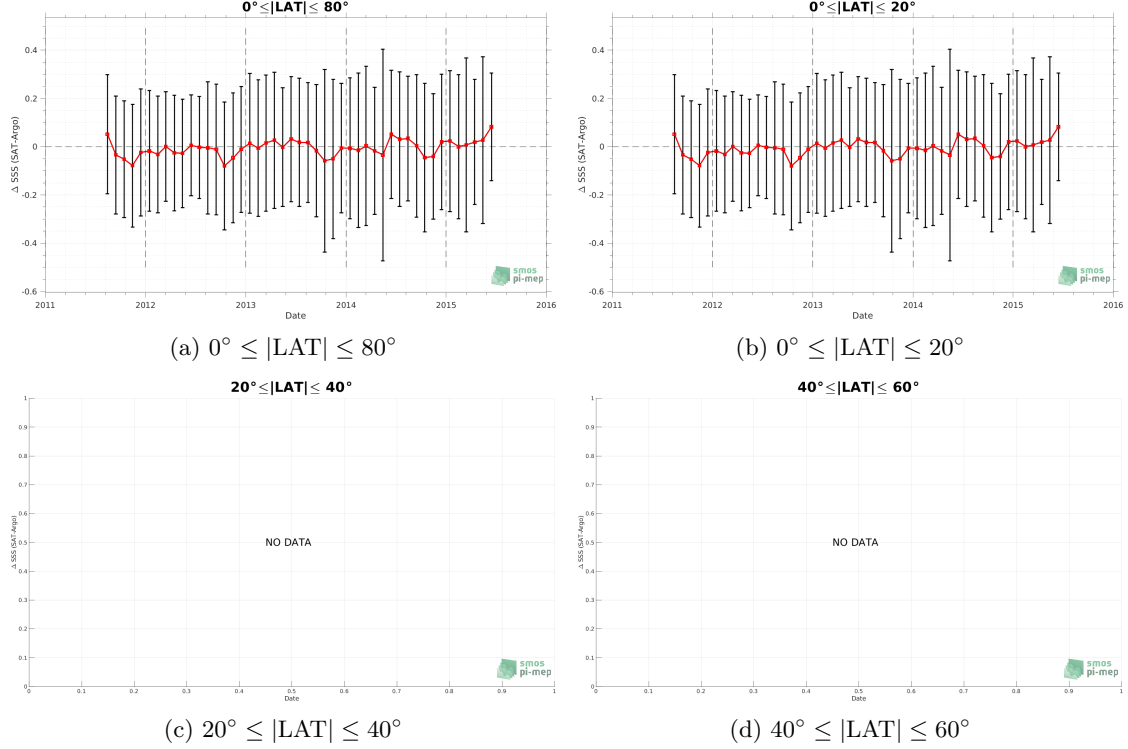 0°≤|LAT|≤ 80°
Δ SSS (SAT-Argo)
0.4
0.2
0
-0.2
-0.4
-0.6
2011 2012 2013 2014 2015 2016
Date
smos
pi-mep
(a) 0° ≤ |LAT| ≤ 80°
0°≤|LAT|≤ 20°
Δ SSS (SAT-Argo)
0.4
0.2
0
-0.2
-0.4
-0.6
2011 2012 2013 2014 2015 2016
Date
smos
pi-mep
(b) 0° ≤ |LAT| ≤ 20°
20°≤|LAT|≤ 40°
Δ SSS (SAT-Argo)
1
0.9
0.8
0.7
0.6
0.5
0.4
0.3
0.2
0.1
0
NO DATA
0 0.1 0.2 0.3 0.4 0.5 0.6 0.7 0.8 0.9 1
Date
smos
pi-mep
(c) 20° ≤ |LAT| ≤ 40°
40°≤|LAT|≤ 60°
Δ SSS (SAT-Argo)
1
0.9
0.8
0.7
0.6
0.5
0.4
0.3
0.2
0.1
0
NO DATA
0 0.1 0.2 0.3 0.4 0.5 0.6 0.7 0.8 0.9 1
Date
smos
pi-mep
(d) 40° ≤ |LAT| ≤ 60°